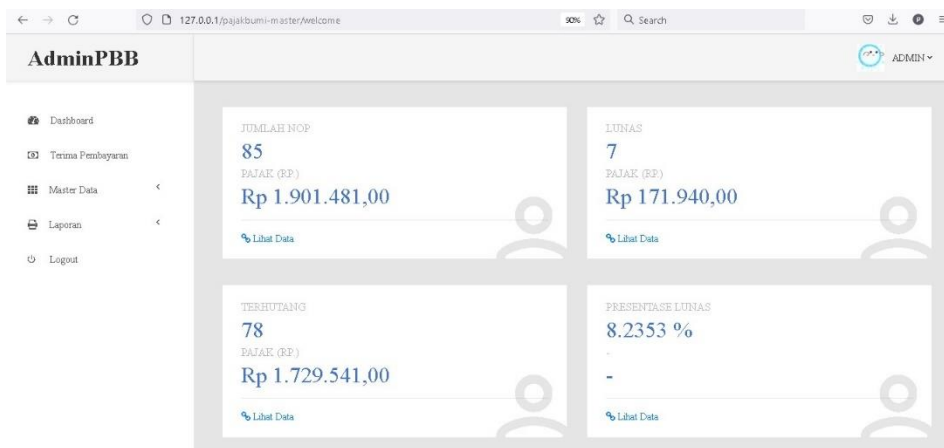 127.0.0.1/pajakbumi-master/welcome
90%
Search
AdminPBB
ADMIN
Dashboard
Terima Pembayaran
Master Data
Laporan
Logout
JUMLAH NOP
85
PAJAK (RP.)
Rp 1.901.481,00
Lihat Data
LUNAS
7
PAJAK (RP.)
Rp 171.940,00
Lihat Data
TERHUTANG
78
PAJAK (RP.)
Rp 1.729.541,00
Lihat Data
PRESENTASE LUNAS
8.2353 %
-
-
Lihat Data